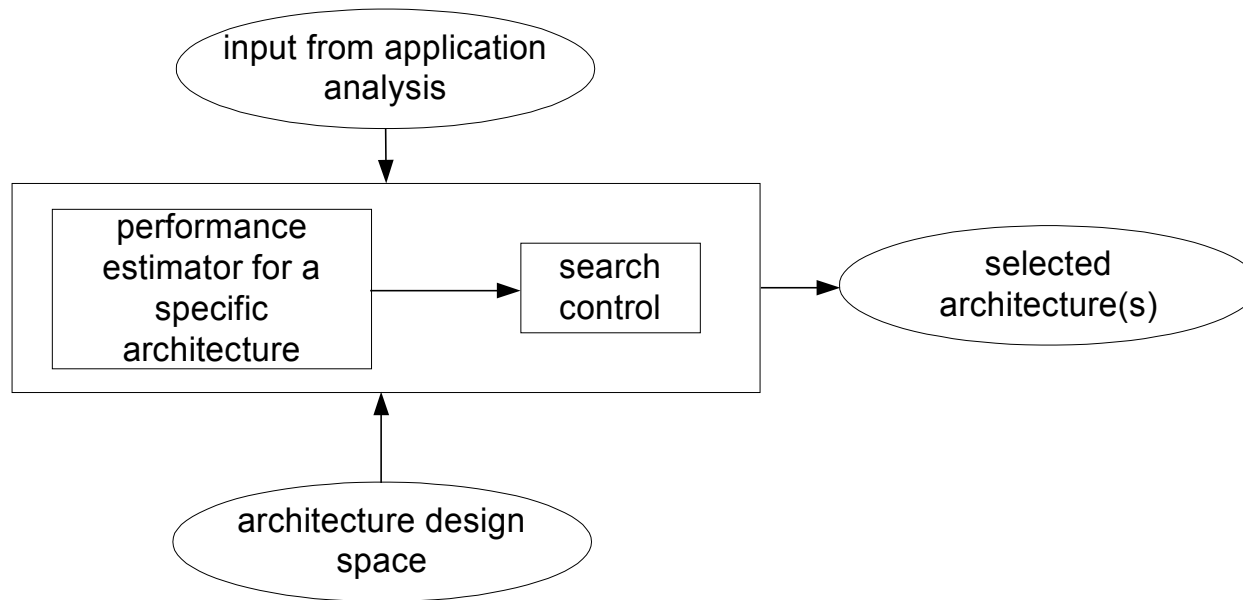 input from application
analysis
performance
estimator for a
specific
architecture
search
control
selected
architecture(s)
architecture design
space